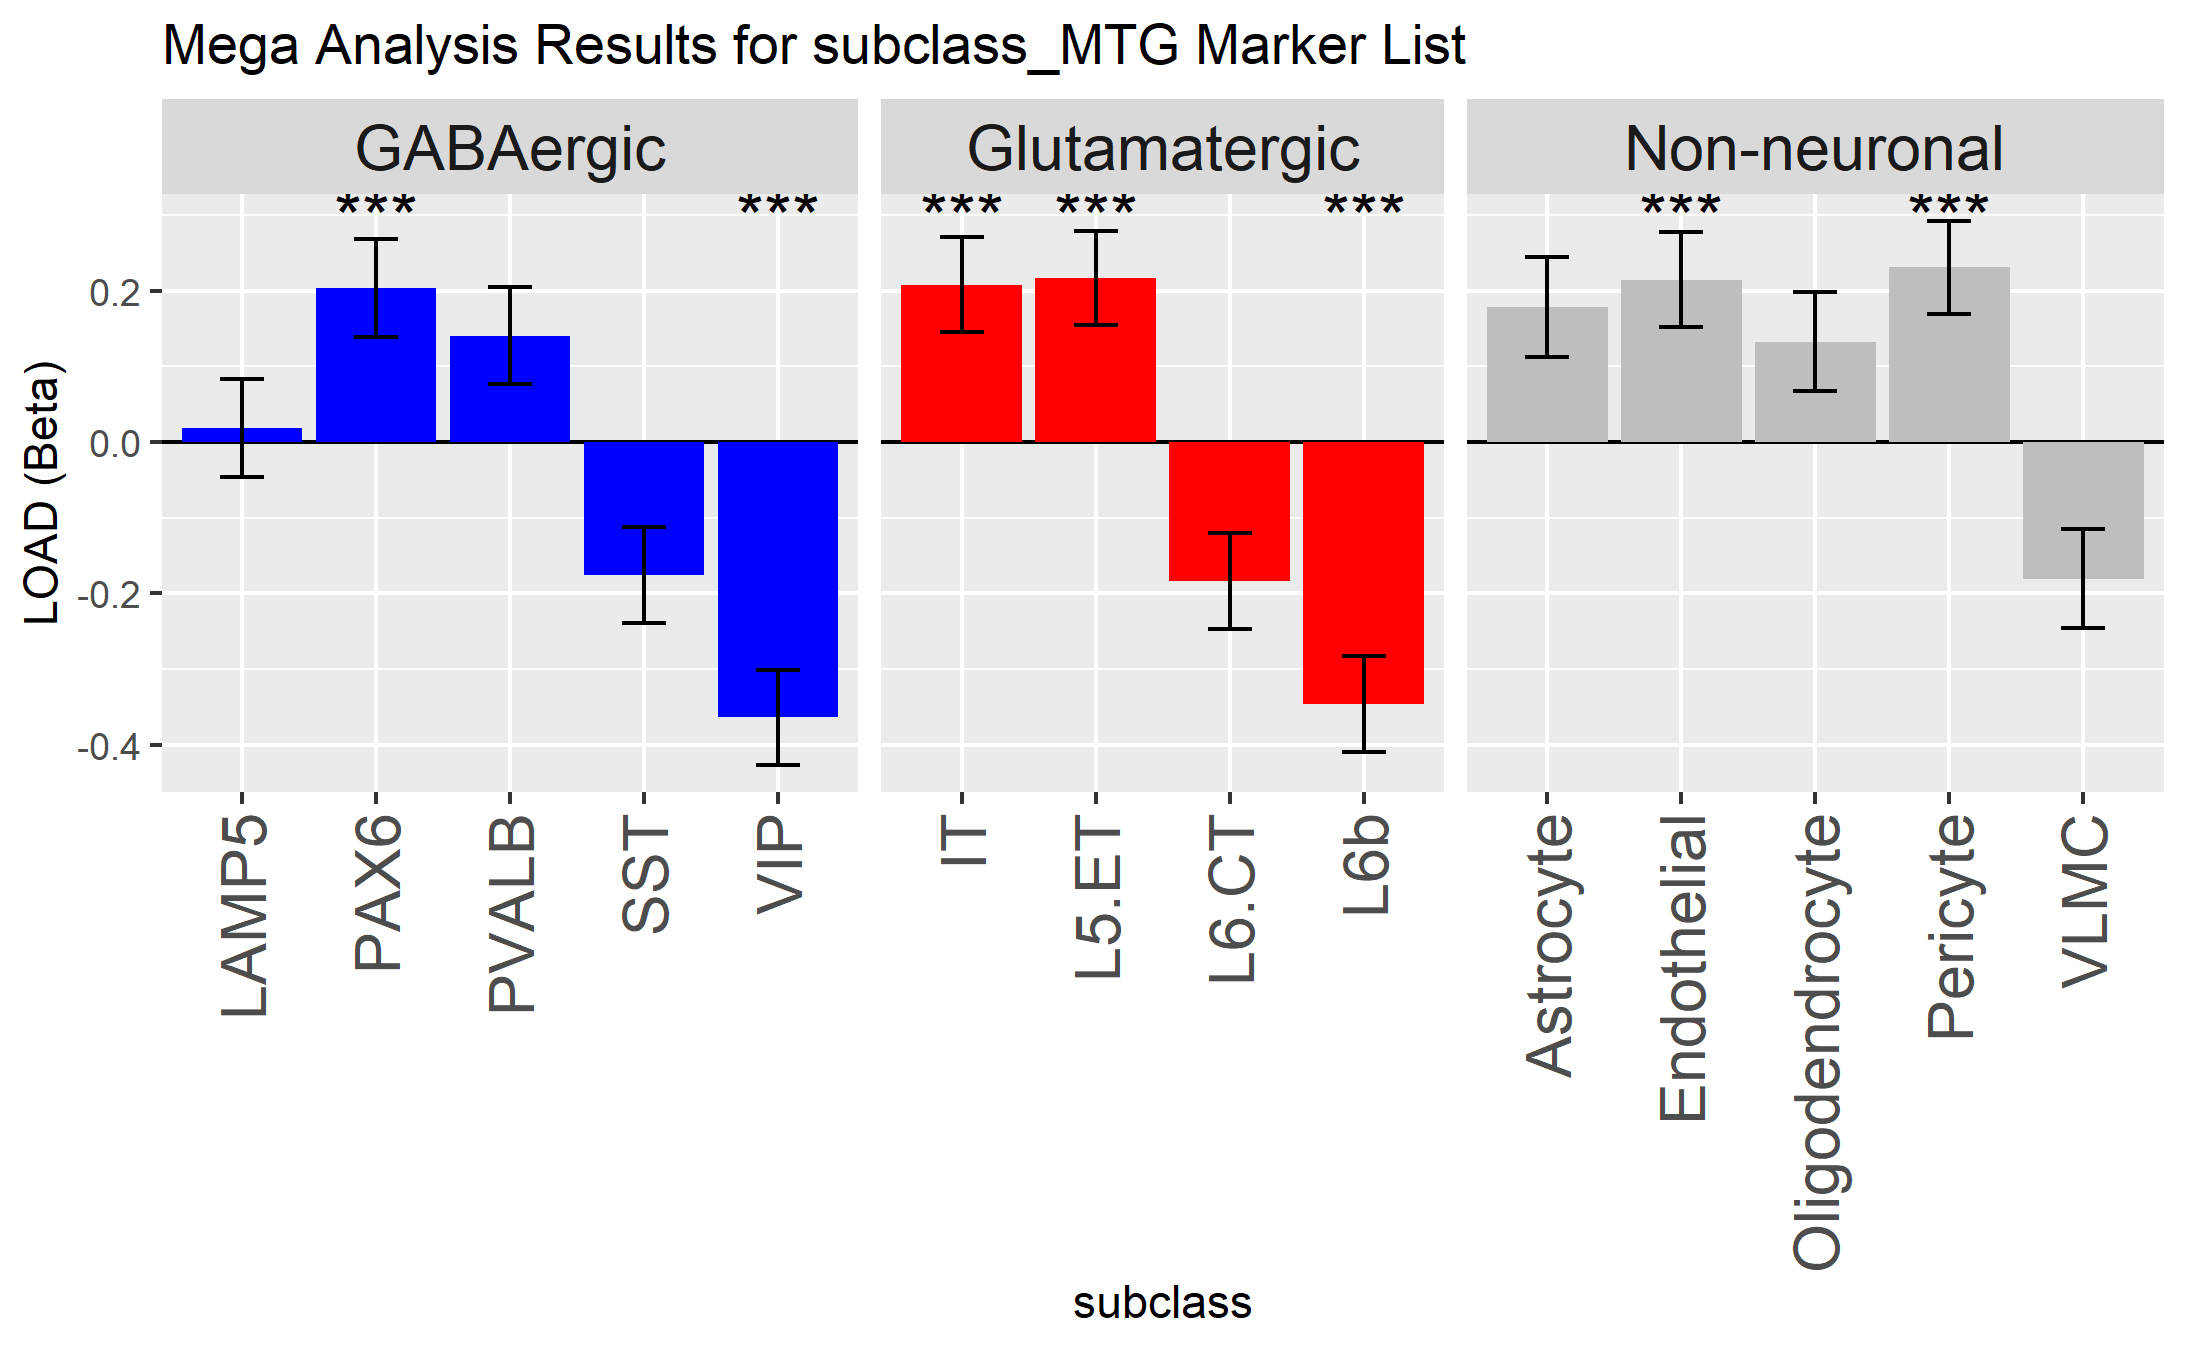 Mega Analysis Results for subclass_MTG Marker List
GABAergic
Glutamatergic
Non-neuronal
***
***
***
***
***
***
***
LOAD (Beta)
0.2
0.0
-0.2
-0.4
LAMP5
PAX6
PVALB
SST
VIP
IT
L5.ET
L6.CT
L6b
Astrocyte
Endothelial
Oligodendrocyte
Pericyte
VLMC
subclass